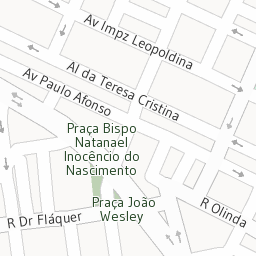 Av Impz Leopoldina
Al da Teresa Cristina
Av Paulo Afonso
Praça Bispo
Natanael
Inocêncio do
Nascimento
Praça João
Wesley
R Olinda
R Dr Fláquer